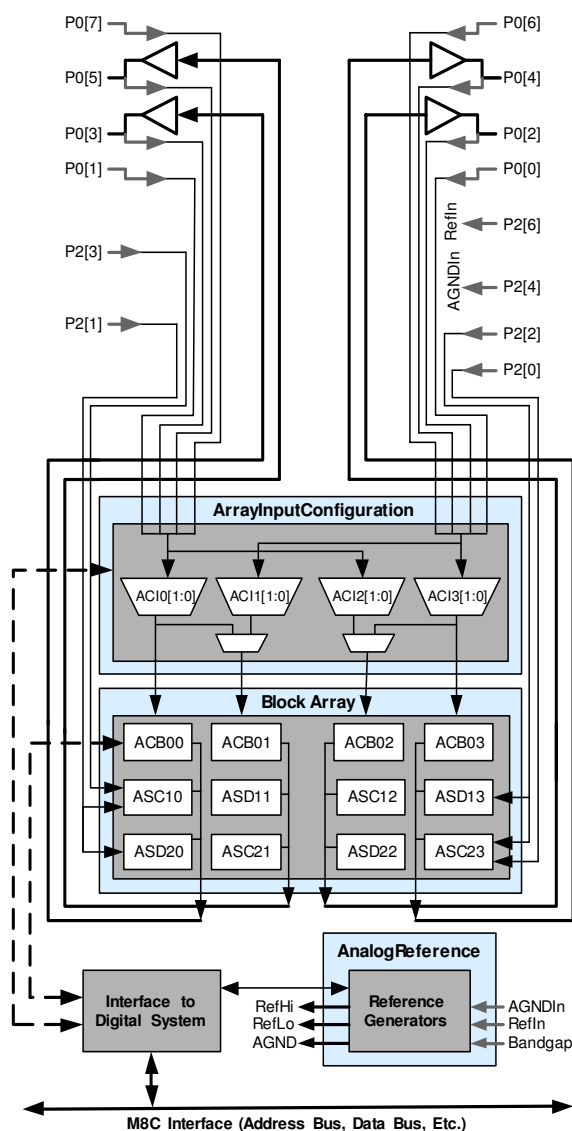 P0[7]
P0[6]
P0[5]
P0[4]
P0[3]
P0[2]
P0[1]
P0[0]
P2[3]
P2[6]
RefIn
AGNDIn
P2[4]
P2[1]
P2[2]
P2[0]
ArrayInputConfiguration
ACI0[1:0]
ACI1[1:0]
ACI2[1:0]
ACI3[1:0]
Block Array
ACB00
ACB01
ACB02
ACB03
ASC10
ASD11
ASC12
ASD13
ASD20
ASC21
ASD22
ASC23
AnalogReference
Interface to
Digital System
RefHi
RefLo
AGND
Reference
Generators
AGNDIn
RefIn
Bandgap
M8C Interface (Address Bus, Data Bus, Etc.)